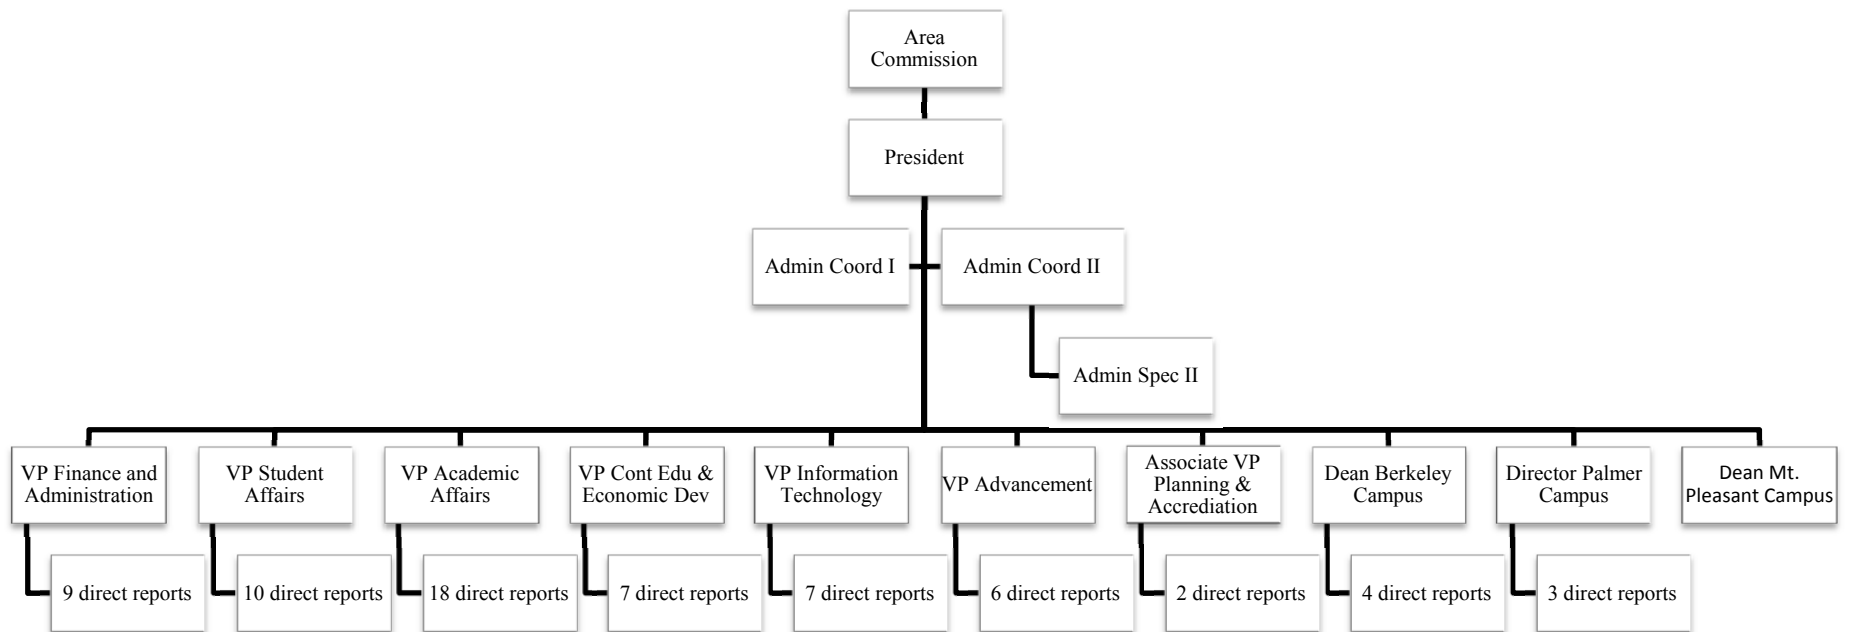 Area
Commission
President
Admin Coord I
Admin Coord II
Admin Spec II
VP Finance and
Administration
VP Student
Affairs
VP Academic
Affairs
VP Cont Edu &
Economic Dev
VP Information
Technology
VP Advancement
Associate VP
Planning &
Accrediation
Dean Berkeley
Campus
Director Palmer
Campus
Dean Mt.
Pleasant Campus
9 direct reports
10 direct reports
18 direct reports
7 direct reports
7 direct reports
6 direct reports
2 direct reports
4 direct reports
3 direct reports